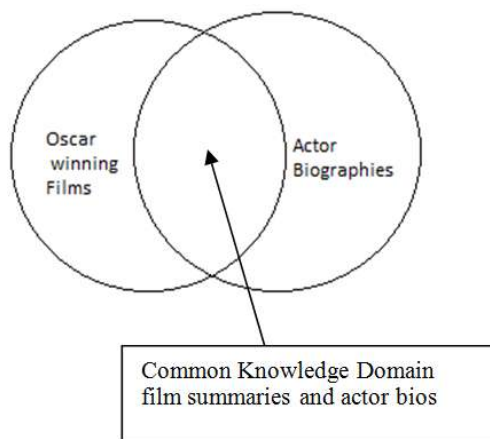 Oscar
winning
Films
Actor
Biographies
Common Knowledge Domain
film summaries and actor bios